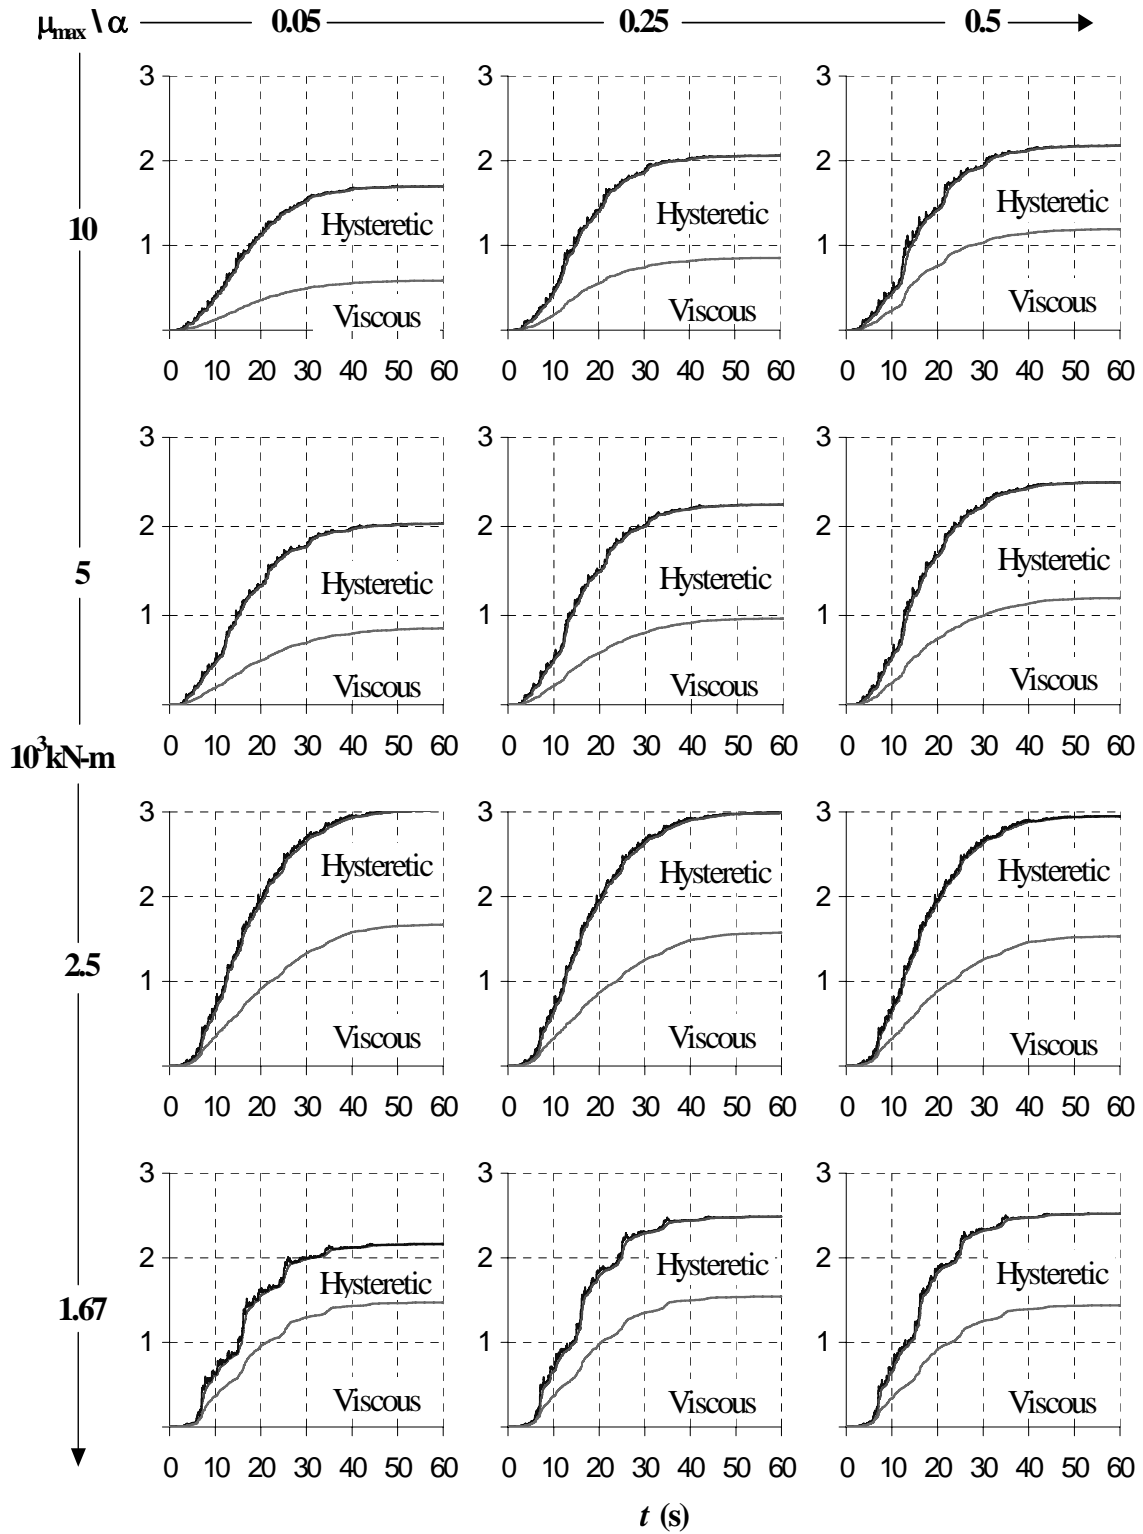 μmax \ α 0.05 0.25 0.5
3 3 3
2 2 2
10 Hysteretic Hysteretic Hysteretic
1 1 1
Viscous Viscous Viscous
0 10 20 30 40 50 60 0 10 20 30 40 50 60 0 10 20 30 40 50 60
3 3 3
2 2 2
5 Hysteretic Hysteretic Hysteretic
1 1 1
Viscous Viscous Viscous
0 10 20 30 40 50 60 0 10 20 30 40 50 60 0 10 20 30 40 50 60
10³kN-m
3 3 3
Hysteretic Hysteretic Hysteretic
2 2 2
2.5
1 1 1
Viscous Viscous Viscous
0 10 20 30 40 50 60 0 10 20 30 40 50 60 0 10 20 30 40 50 60
3 3 3
2 2 2
Hysteretic Hysteretic Hysteretic
1.67
1 1 1
Viscous Viscous Viscous
0 10 20 30 40 50 60 0 10 20 30 40 50 60 0 10 20 30 40 50 60
t (s)